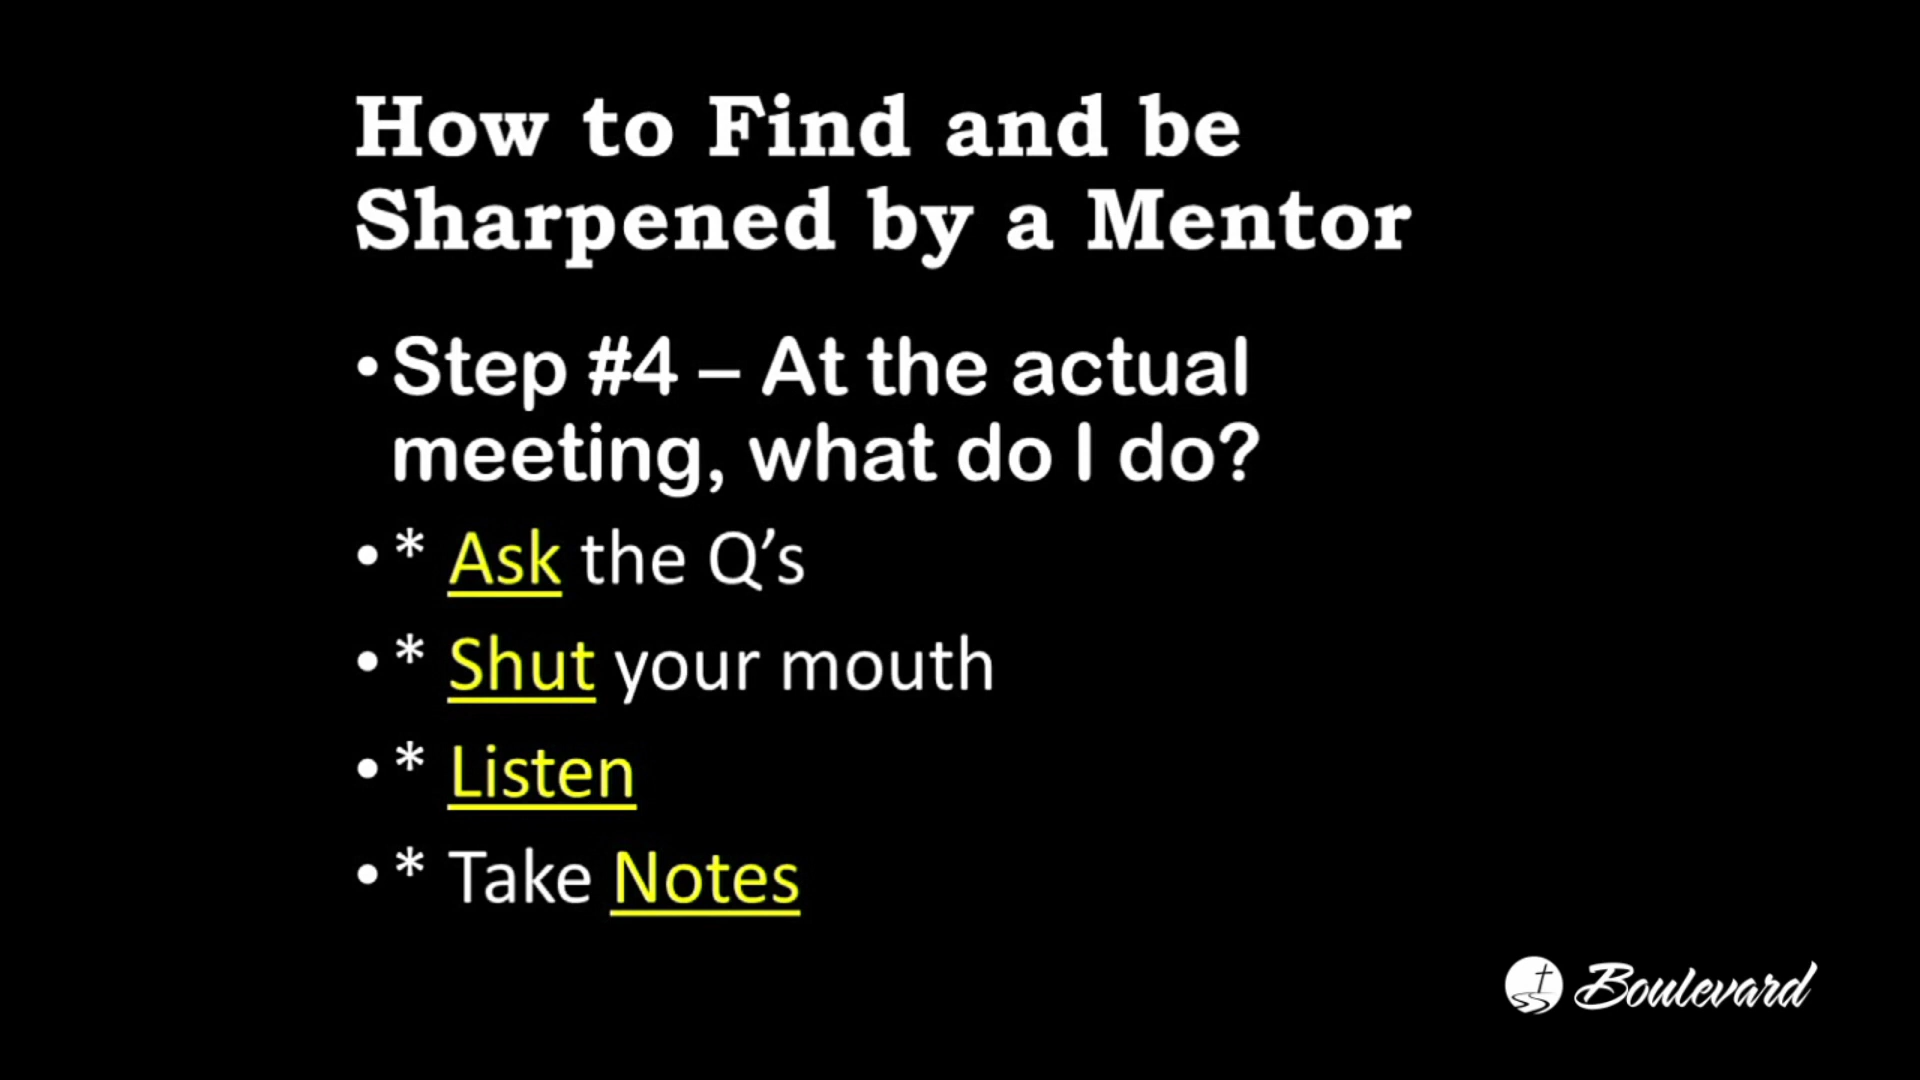 How to Find and be
Sharpened by a Mentor
• Step #4 – At the actual
meeting, what do I do?
• * Ask the Q’s
• * Shut your mouth
• * Listen
• * Take Notes
Boulevard